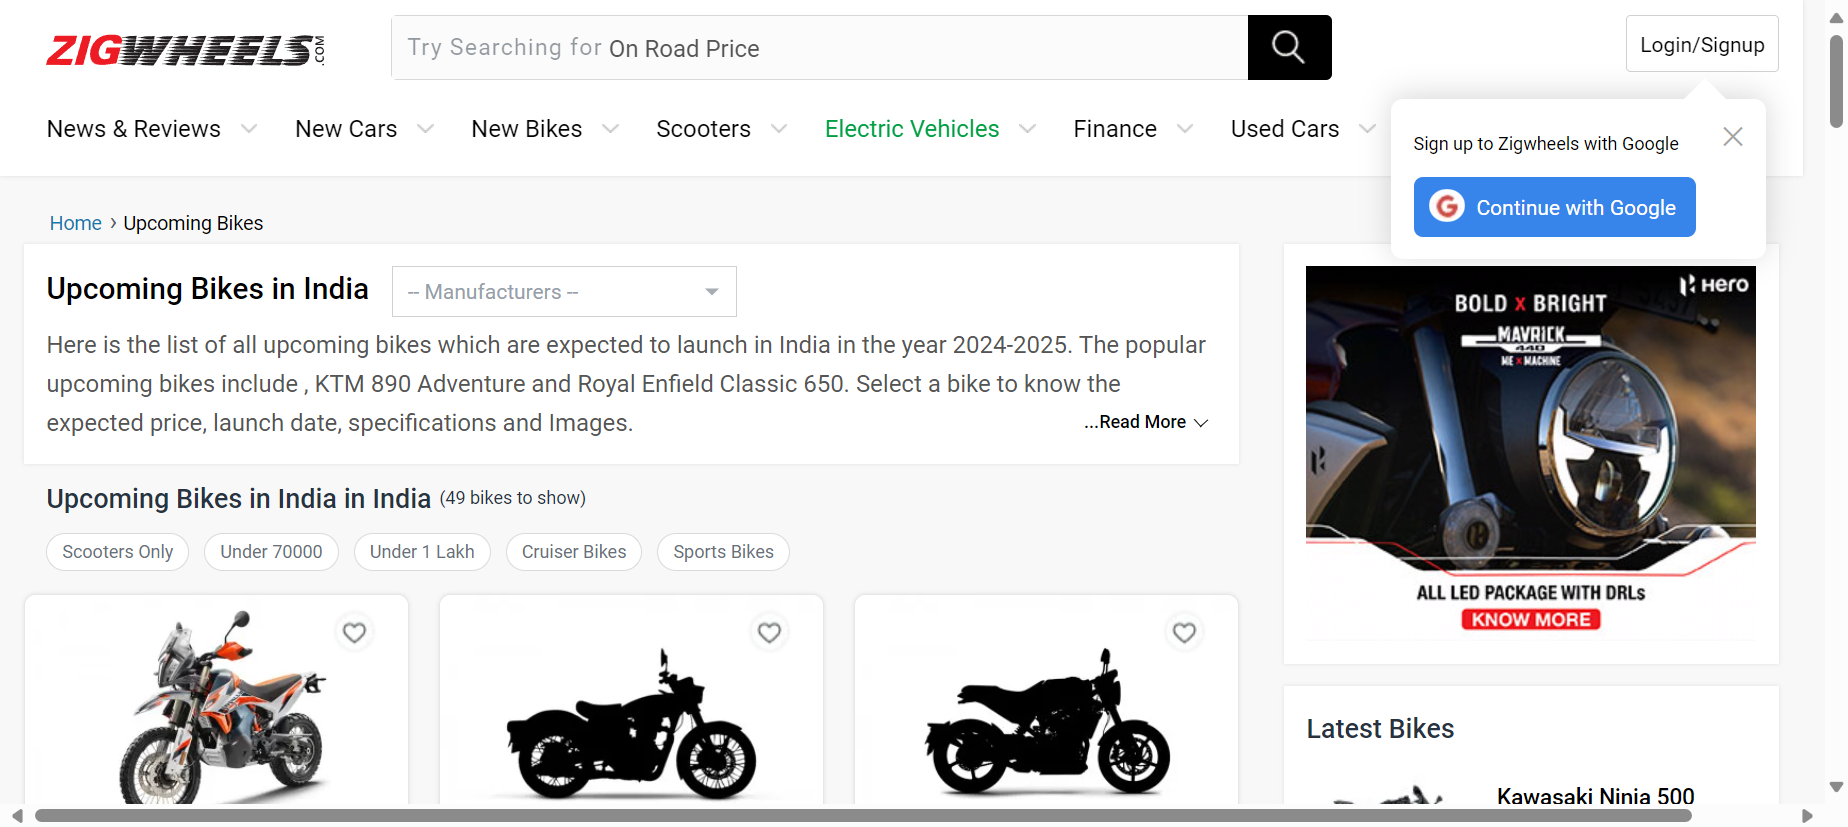 ZIGWHEELS.COM
Try Searching for On Road Price
Login/Signup
News & Reviews
New Cars
New Bikes
Scooters
Electric Vehicles
Finance
Used Cars
Sign up to Zigwheels with Google
Continue with Google
Home › Upcoming Bikes
Upcoming Bikes in India
-- Manufacturers --
Here is the list of all upcoming bikes which are expected to launch in India in the year 2024-2025. The popular
upcoming bikes include , KTM 890 Adventure and Royal Enfield Classic 650. Select a bike to know the
expected price, launch date, specifications and Images.
...Read More
Upcoming Bikes in India in India (49 bikes to show)
Scooters Only
Under 70000
Under 1 Lakh
Cruiser Bikes
Sports Bikes
Hero
BOLD X BRIGHT
MAVRICK
440
ME X MACHINE
ALL LED PACKAGE WITH DRLs
KNOW MORE
Latest Bikes
Kawasaki Ninja 500